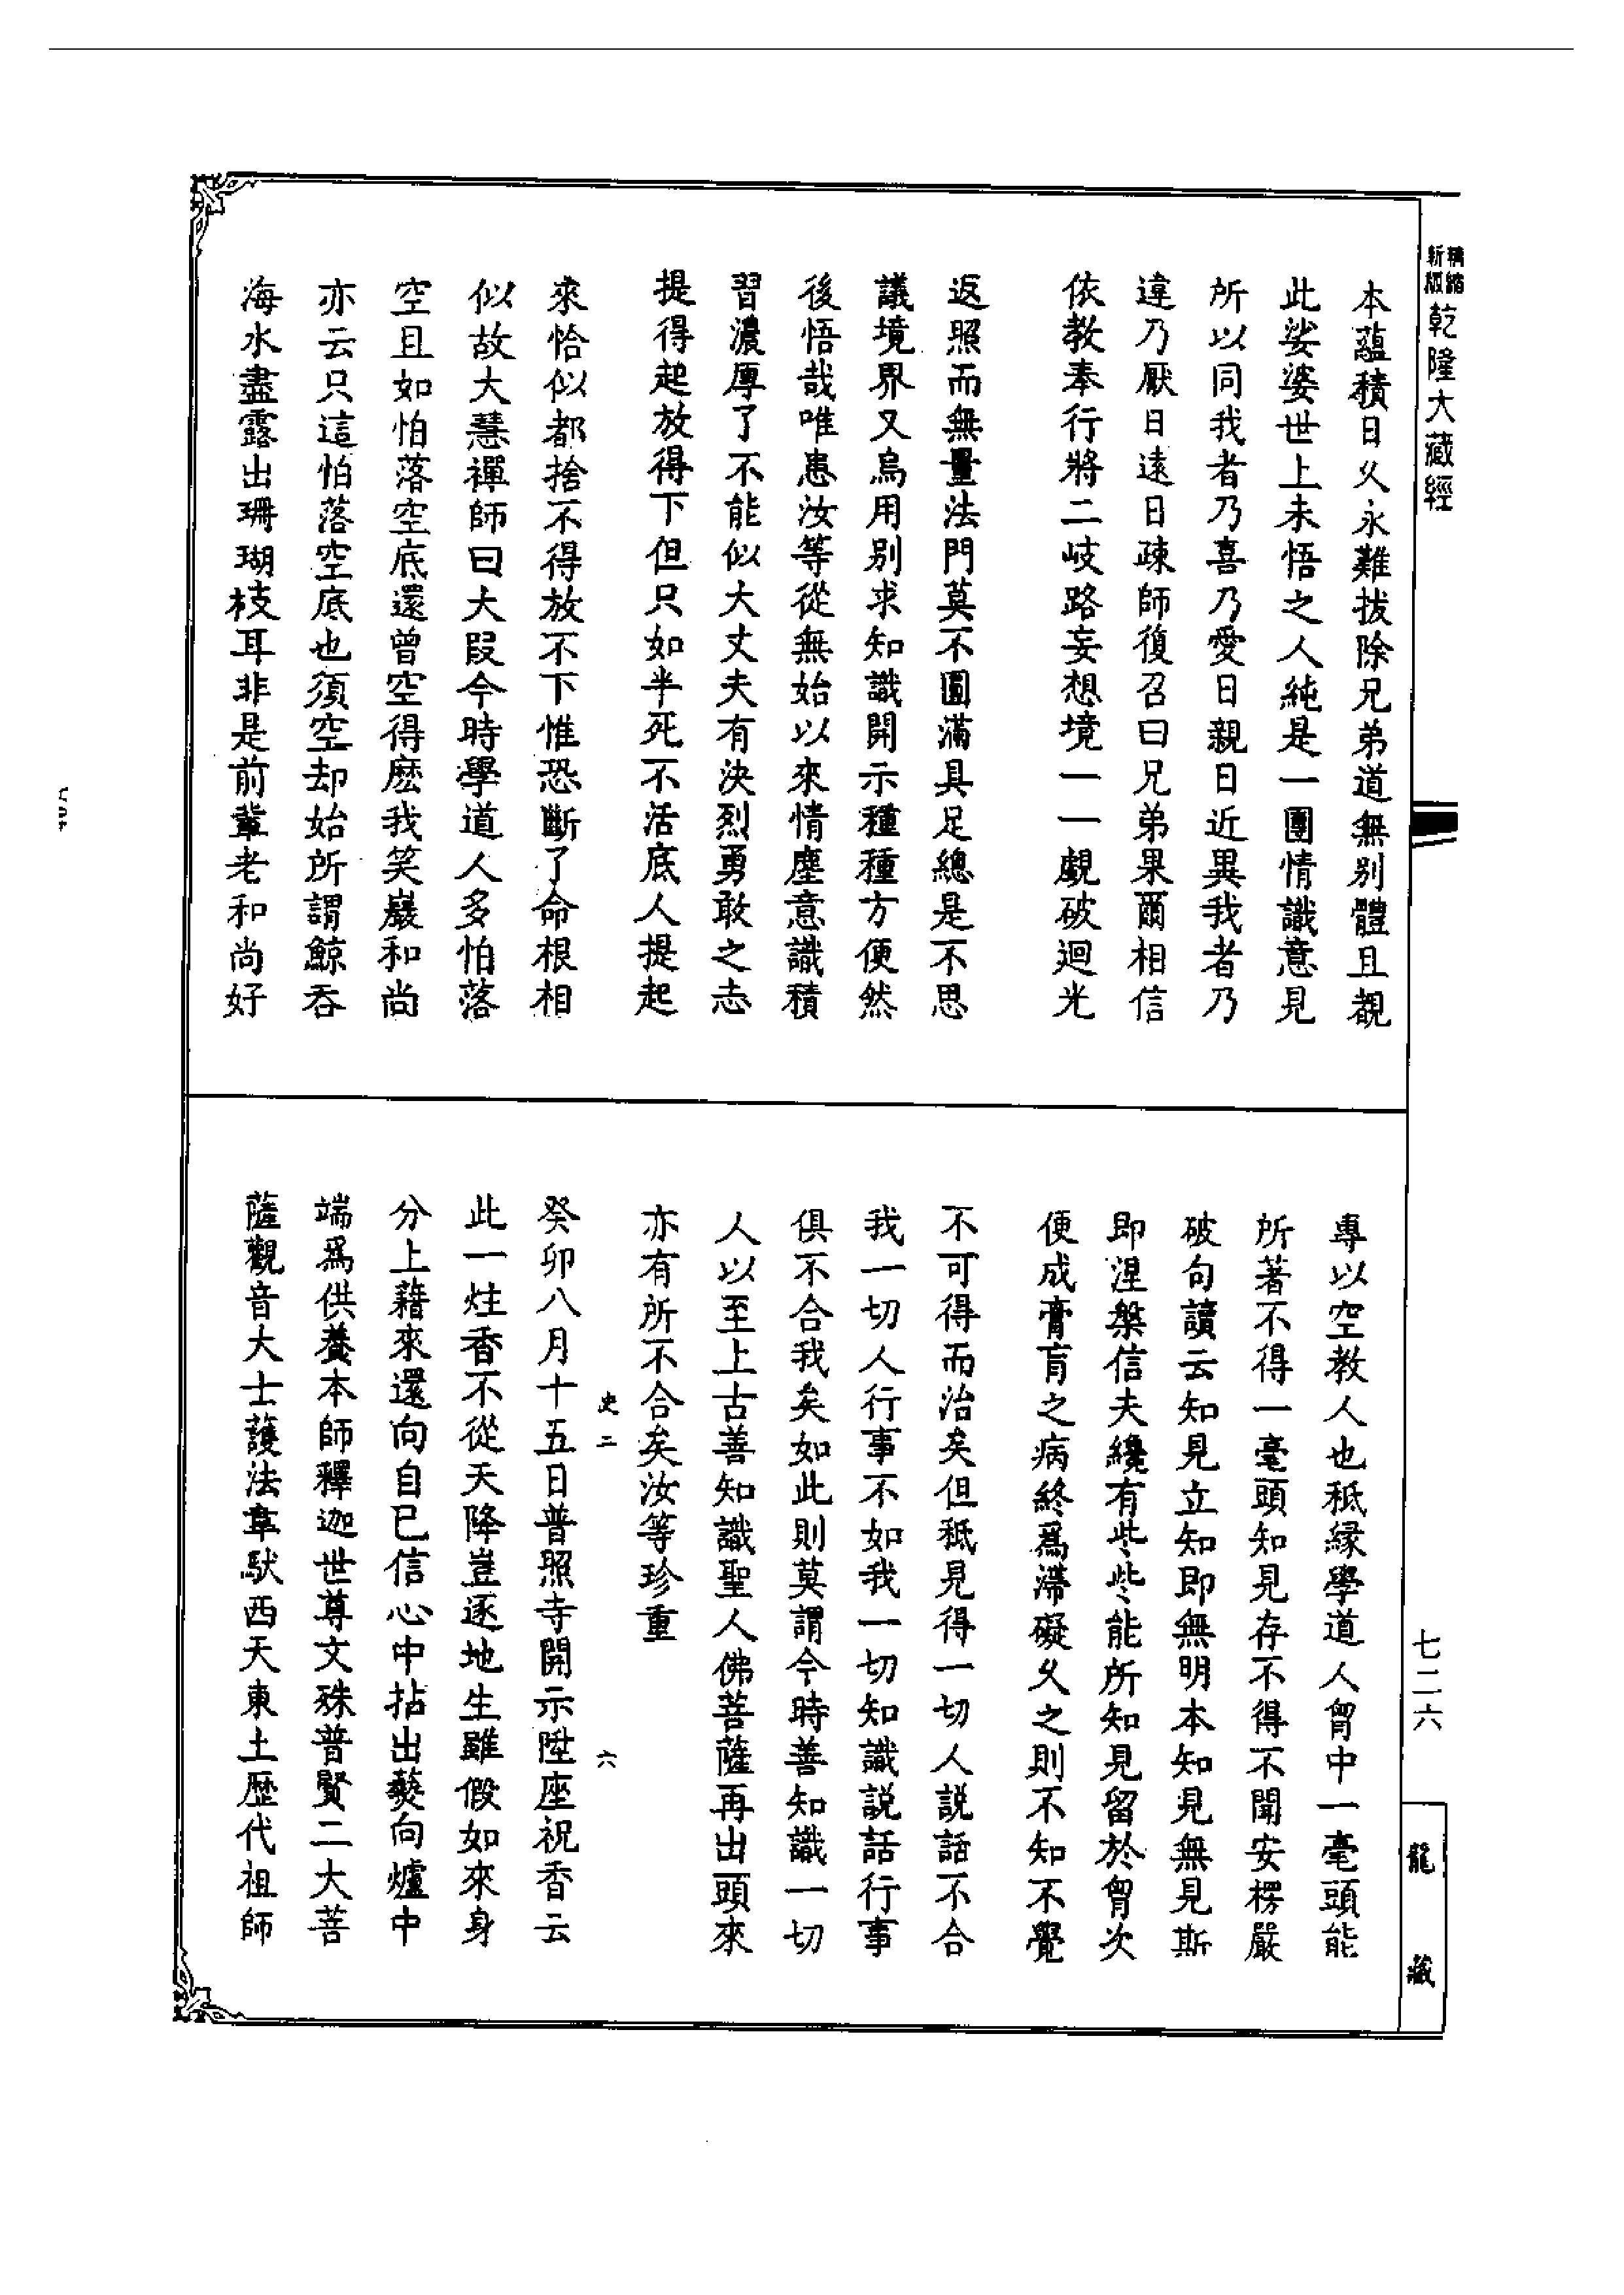 精縮
新版
乾隆大藏經
本蘊積日久永難拔除兄弟道無別體且覩
此娑婆世上未悟之人純是一團情識意見
所以同我者乃喜乃愛日親日近異我者乃
違乃厭日遠日疎師復召曰兄弟果爾相信
依教奉行將二岐路妄想境一一覷破迴光
返照而無量法門莫不圓滿具足總是不思
議境界又烏用別求知識開示種種方便然
後悟哉唯患汝等從無始以來情塵意識積
習濃厚了不能似大丈夫有決烈勇敢之志
提得起放得下但只如半死不活底人提起
來恰似都捨不得放不下惟恐斷了命根相
似故大慧禪師曰大叚今時學道人多怕落
空且如怕落空底還曾空得麽我笑巖和尚
亦云只這怕落空底也須空却始所謂鯨吞
海水盡露出珊瑚枝耳非是前輩老和尚好
專以空教人也秪緣學道人胷中一毫頭能
所著不得一毫頭知見存不得不聞安楞嚴
破句讀云知見立知即無明本知見無見斯
即涅槃信夫纔有些些能所知見留於胷次
便成膏肓之病終爲滯礙久之則不知不覺
不可得而治矣但秪見得一切人説話不合
我一切人行事不如我一切知識説話行事
俱不合我矣如此則莫謂今時善知識一切
人以至上古善知識聖人佛菩薩再出頭來
亦有所不合矣汝等珍重
史二 六
癸卯八月十五日普照寺開示陞座祝香云
此一炷香不從天降豈逐地生雖假如來身
分上藉來還向自己信心中拈出爇向爐中
端爲供養本師釋迦世尊文殊普賢二大菩
薩觀音大士護法韋馱西天東土歷代祖師
七二六
龍藏